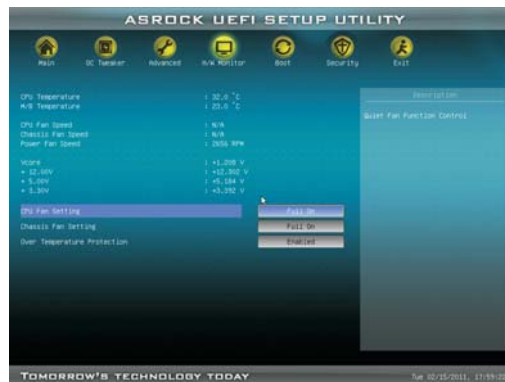 ASROCK UEFI SETUP UTILITY
Main OC Tweaker Advanced H/W Monitor Boot Security Exit
CPU Temperature : 32.0 °C
M/B Temperature : 23.0 °C
CPU Fan Speed : N/A
Chassis Fan Speed : N/A
Power Fan Speed : 2656 RPM
Vcore : +1.208 V
+ 12.00V : +12.302 V
+ 5.00V : +5.184 V
+ 3.30V : +3.392 V
CPU Fan Setting Full On
Chassis Fan Setting Full On
Over Temperature Protection Enabled
Description
Quiet Fan Function Control
TOMORROW'S TECHNOLOGY TODAY
Tue 02/15/2011,